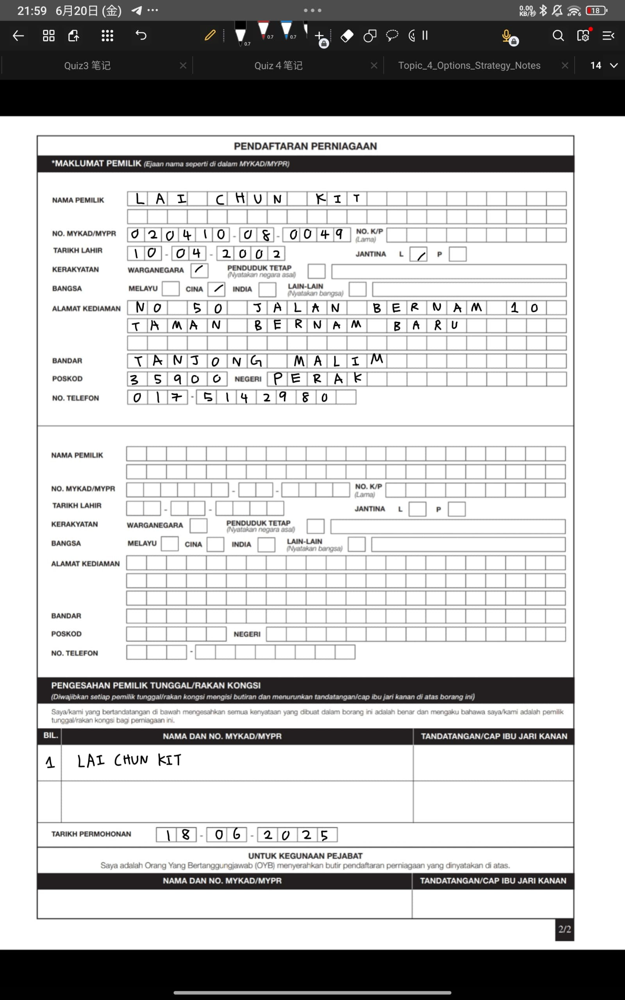 21:59 6月20日 (金) ...
0.00 KB/秒 6 18
0.7 0.7 0.7
Quiz3 笔记 Quiz 4 笔记 Topic_4_Options_Strategy_Notes 14
PENDAFTARAN PERNIAGAAN
*MAKLUMAT PEMILIK (Ejaan nama seperti di dalam MYKAD/MYPR)
NAMA PEMILIK LAI CHUN KIT
NO. MYKAD/MYPR 020410-08-0049 NO. K/P (Lama)
TARIKH LAHIR 10-04-2002 JANTINA L / P
KERAKYATAN WARGANEGARA / PENDUDUK TETAP (Nyatakan negara asal)
BANGSA MELAYU CINA / INDIA LAIN-LAIN (Nyatakan bangsa)
ALAMAT KEDIAMAN NO 50 JALAN BERNAM 10
TAMAN BERNAM BARU
BANDAR TANJONG MALIM
POSKOD 35900 NEGERI PERAK
NO. TELEFON 017-5142980
NAMA PEMILIK
NO. MYKAD/MYPR - - NO. K/P (Lama)
TARIKH LAHIR - - JANTINA L P
KERAKYATAN WARGANEGARA PENDUDUK TETAP (Nyatakan negara asal)
BANGSA MELAYU CINA INDIA LAIN-LAIN (Nyatakan bangsa)
ALAMAT KEDIAMAN
BANDAR
POSKOD NEGERI
NO. TELEFON -
PENGESAHAN PEMILIK TUNGGAL/RAKAN KONGSI
(Diwajibkan setiap pemilik tunggal/rakan kongsi mengisi butiran dan menurunkan tandatangan/cap ibu jari kanan di atas borang ini)
Saya/kami yang bertandatangan di bawah mengesahkan semua kenyataan yang dibuat dalam borang ini adalah benar dan mengaku bahawa saya/kami adalah pemilik
tunggal/rakan kongsi bagi perniagaan ini.
BIL. NAMA DAN NO. MYKAD/MYPR TANDATANGAN/CAP IBU JARI KANAN
1 LAI CHUN KIT
TARIKH PERMOHONAN 18-06-2025
UNTUK KEGUNAAN PEJABAT
Saya adalah Orang Yang Bertanggungjawab (OYB) menyerahkan butir pendaftaran perniagaan yang dinyatakan di atas.
NAMA DAN NO. MYKAD/MYPR TANDATANGAN/CAP IBU JARI KANAN
2/2